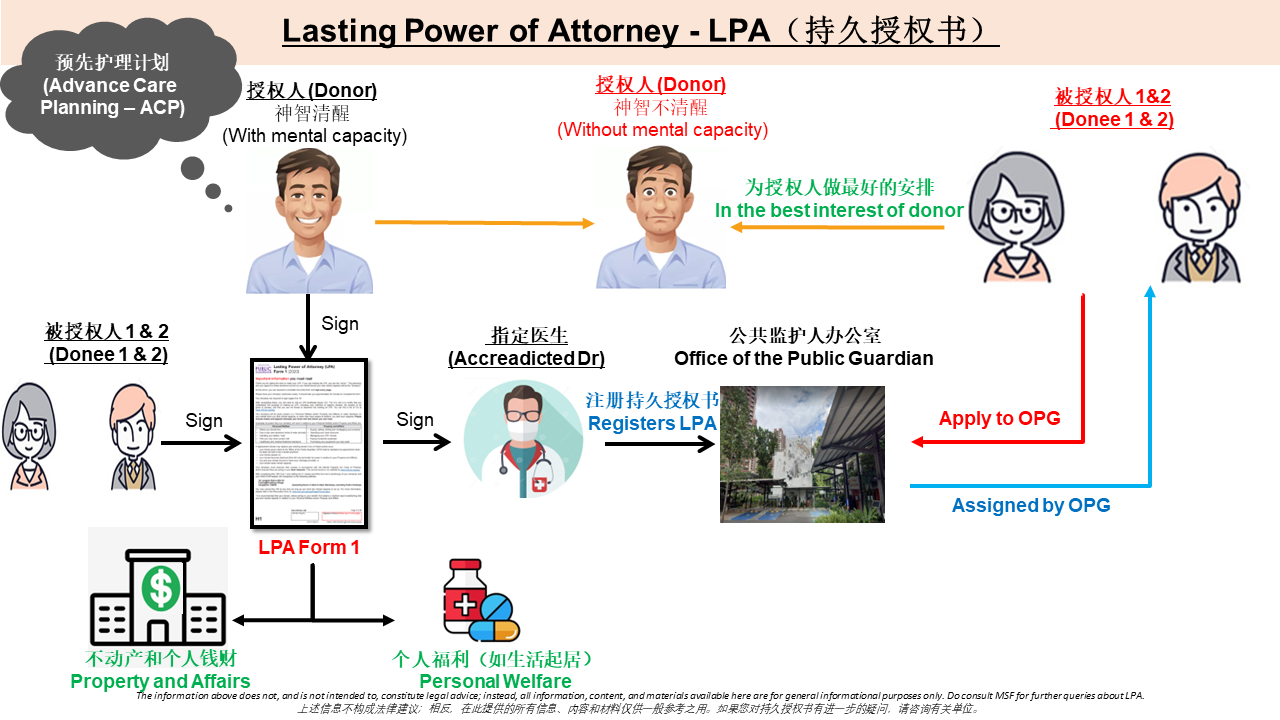 Lasting Power of Attorney - LPA（持久授权书）
预先护理计划
(Advance Care
Planning – ACP)
授权人 (Donor)
神智清醒
(With mental capacity)
授权人 (Donor)
神智不清醒
(Without mental capacity)
被授权人 1&2
(Donee 1 & 2)
为授权人做最好的安排
In the best interest of donor
Sign
被授权人 1 & 2
(Donee 1 & 2)
Sign
Lasting Power of Attorney (LPA)
Form 1
LPA Form 1
Sign
指定医生
(Accreadicted Dr)
注册持久授权书
Registers LPA
公共监护人办公室
Office of the Public Guardian
Apply to OPG
Assigned by OPG
不动产和个人钱财
Property and Affairs
个人福利（如生活起居）
Personal Welfare
The information above does not, and is not intended to, constitute legal advice; instead, all information, content, and materials available here are for general informational purposes only. Do consult MSF for further queries about LPA.
上述信息不构成法律建议；相反，在此提供的所有信息、内容和材料仅供一般参考之用。如果您对持久授权书有进一步的疑问，请咨询有关单位。